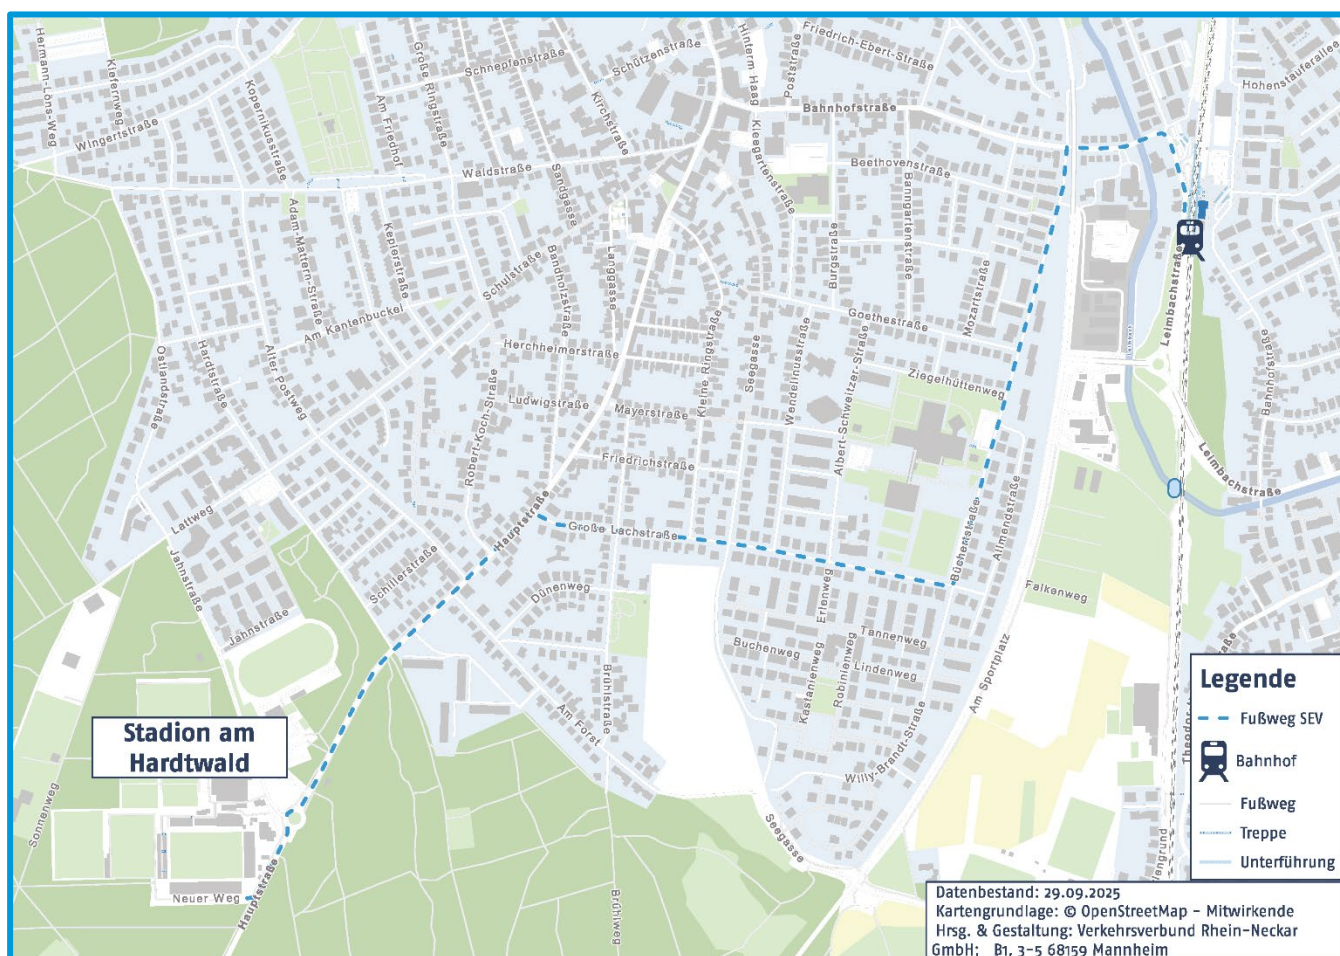 Hermann-Löns-Weg
Kiefernweg
Wingertstraße
Kopernikusstraße
Am Friedhof
Große Ringstraße
Schnepfenstraße
Schützenstraße
Kirchstraße
Hinterm Haag
Poststraße
Friedrich-Ebert-Straße
Bahnhofstraße
Kleegartenstraße
Beethovenstraße
Hohenstauferallee
Waldstraße
Sandgasse
Adam-Mattern-Straße
Keplerstraße
Schulstraße
Bandholzstraße
Langgasse
Burgstraße
Banngartenstraße
Mozartstraße
Goethestraße
Leimbachstraße
Am Kantenbuckel
Ostlandstraße
Hardtstraße
Alter Postweg
Herchheimerstraße
Kleine Ringstraße
Seegasse
Wendelinusstraße
Albert-Schweitzer-Straße
Ziegelhüttenweg
Bahnhofstraße
Robert-Koch-Straße
Ludwigstraße
Mayerstraße
Friedrichstraße
Leimbachstraße
Lattweg
Jahnstraße
Hauptstraße
Große Lachstraße
Büchertstraße
Allmendstraße
Schillerstraße
Dünenweg
Erlenweg
Falkenweg
Jahnstraße
Buchenweg
Tannenweg
Lindenweg
Kastanienweg
Robinienweg
Am Sportplatz
Brühlstraße
Am Forst
Willy-Brandt-Straße
Stadion am
Hardtwald
Sonnenweg
Seegasse
Neuer Weg
Hauptstraße
Brühlweg
Legende
Fußweg SEV
Bahnhof
Fußweg
Treppe
Unterführung
Datenbestand: 29.09.2025
Kartengrundlage: © OpenStreetMap - Mitwirkende
Hrsg. & Gestaltung: Verkehrsverbund Rhein-Neckar
GmbH; B1, 3-5 68159 Mannheim